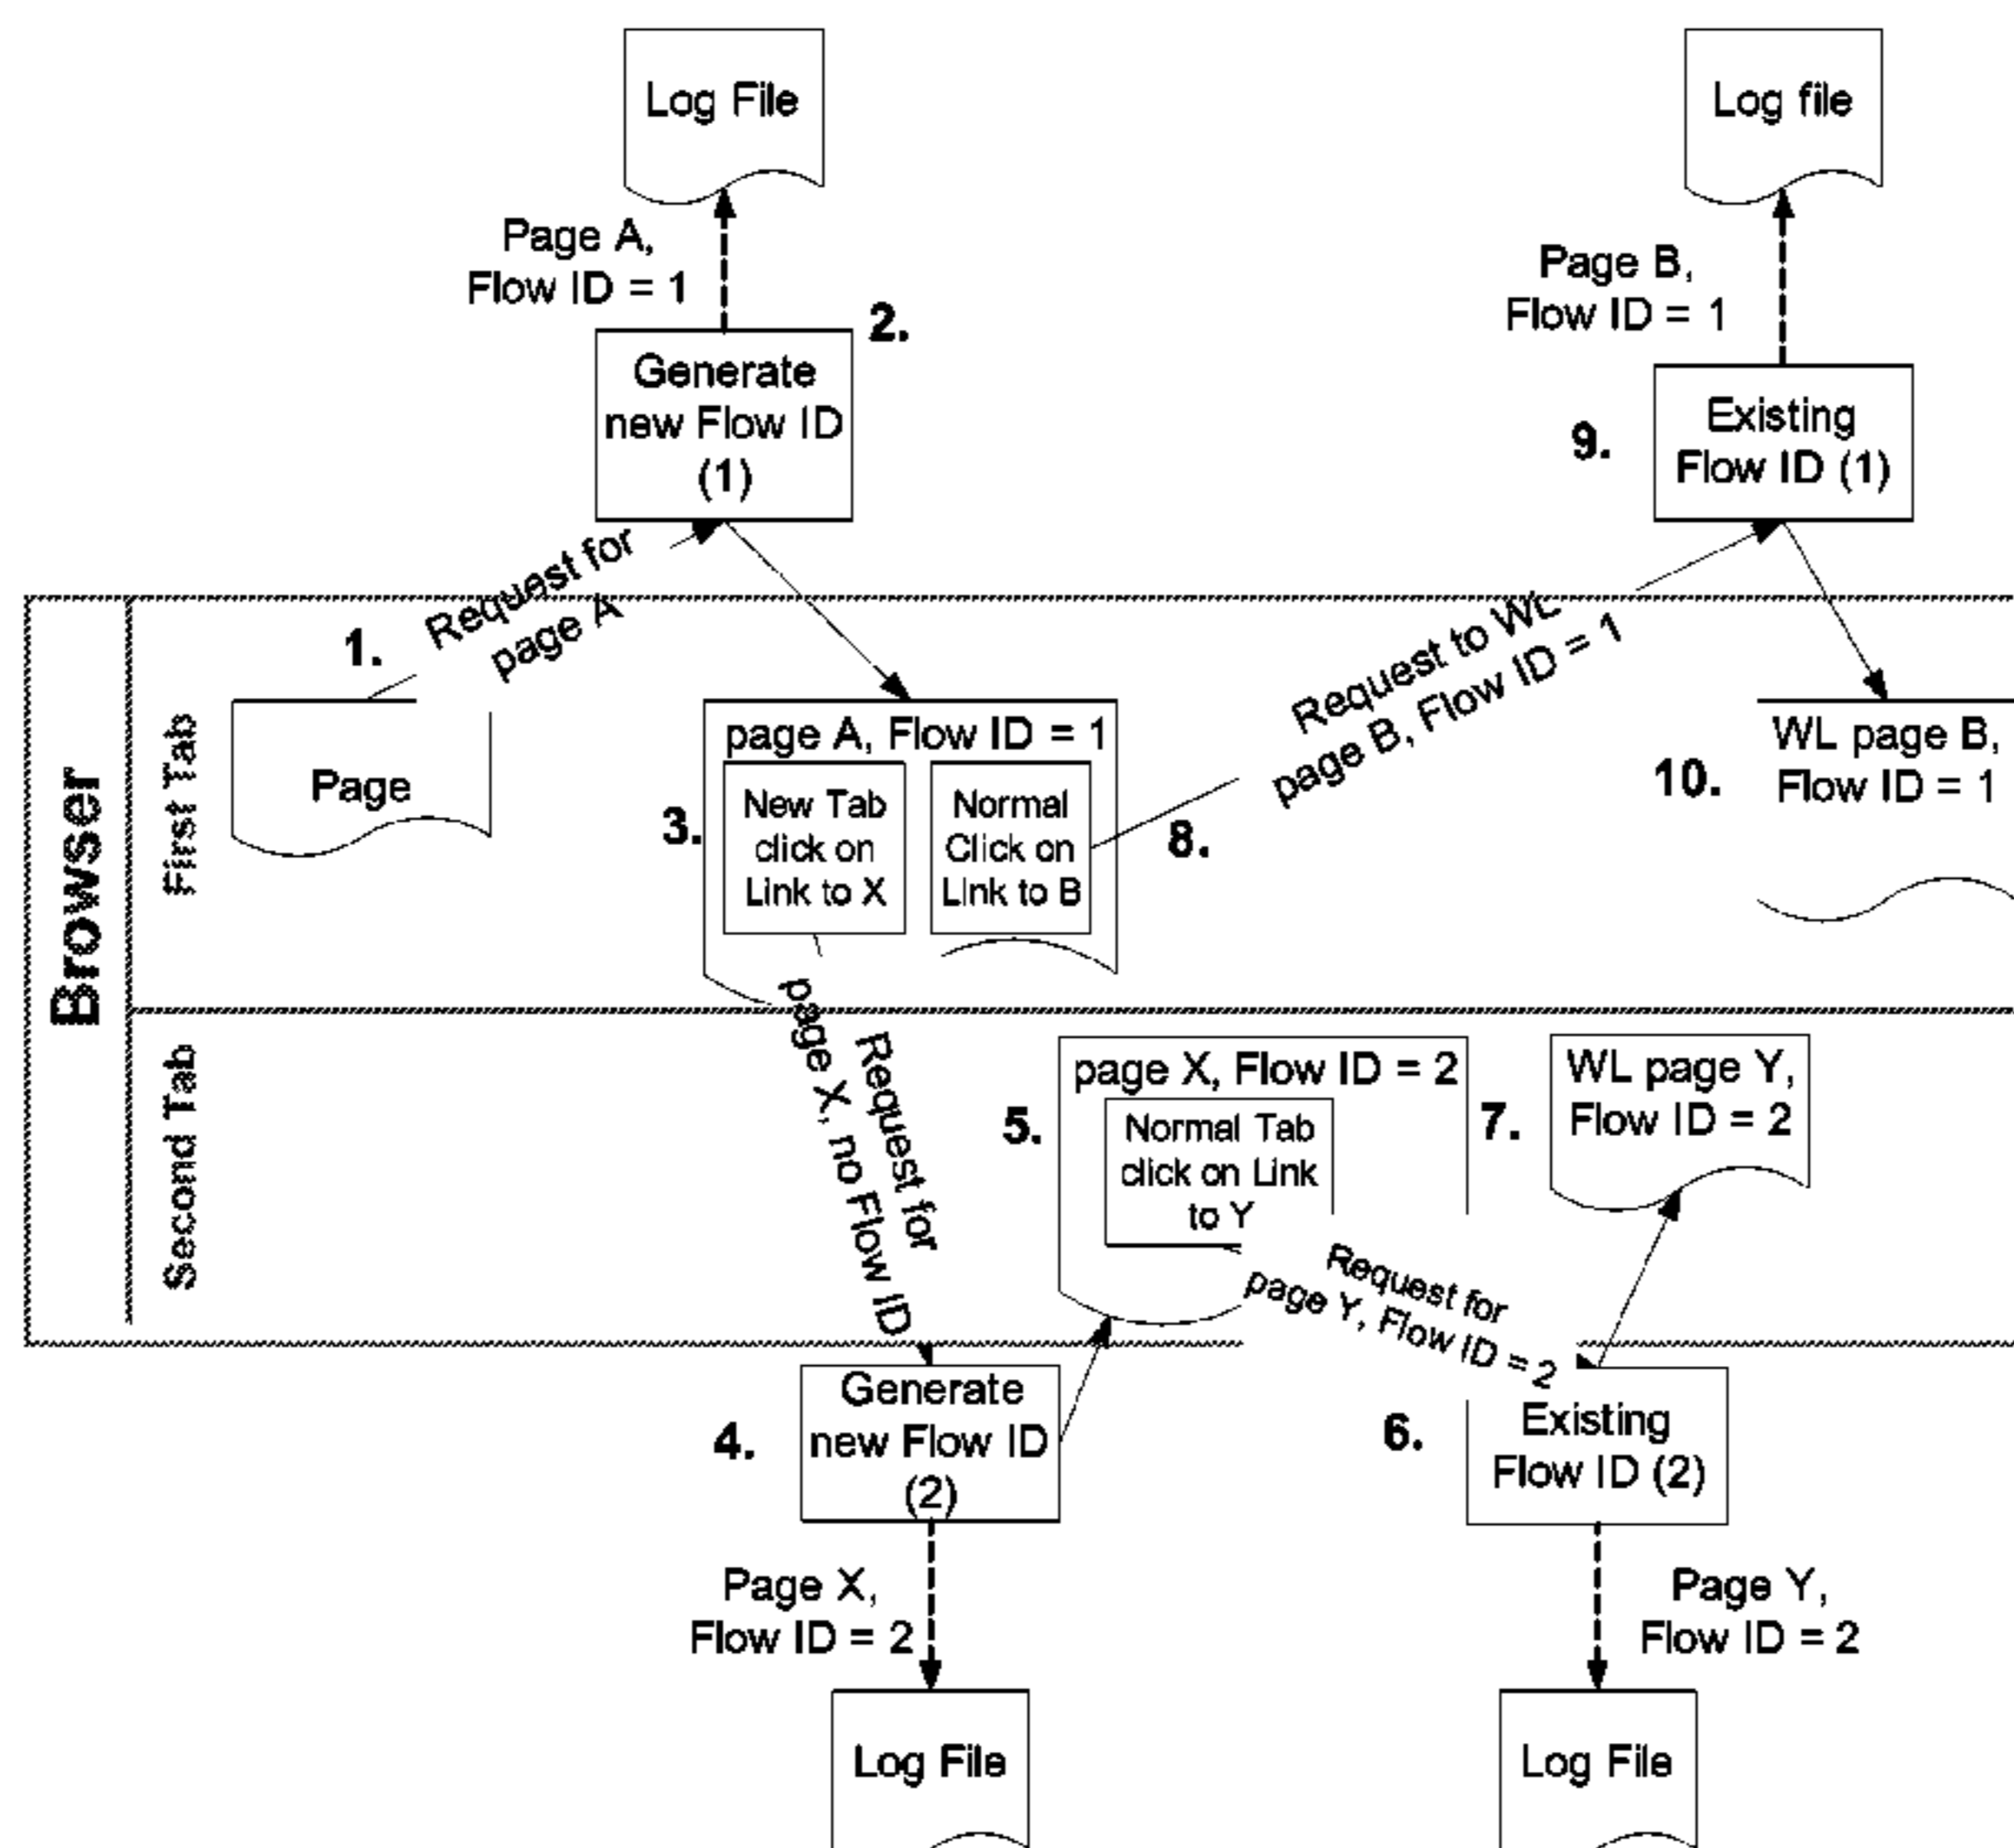 Log File
Log file
Page A,
Flow ID = 1
2.
Page B,
Flow ID = 1
Generate
new Flow ID
(1)
9.
Existing
Flow ID (1)
Browser
First Tab
1.
Request for
page A
Page
3.
page A, Flow ID = 1
New Tab
click on
Link to X
Normal
Click on
Link to B
8.
Request to WL
page B, Flow ID = 1
10.
WL page B,
Flow ID = 1
Second Tab
Request for
page X, no Flow ID
5.
page X, Flow ID = 2
Normal Tab
click on Link
to Y
7.
WL page Y,
Flow ID = 2
Request for
page Y, Flow ID = 2
4.
Generate
new Flow ID
(2)
6.
Existing
Flow ID (2)
Page X,
Flow ID = 2
Page Y,
Flow ID = 2
Log File
Log File